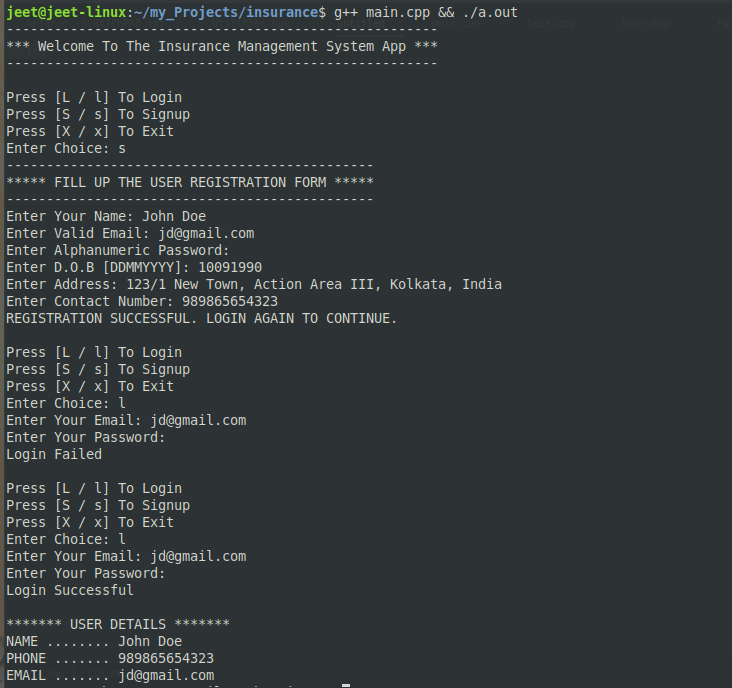 jeet@jeet-linux:~/my_Projects/insurance$ g++ main.cpp && ./a.out
------------------------------------------------------
*** Welcome To The Insurance Management System App ***
------------------------------------------------------
Press [L / l] To Login
Press [S / s] To Signup
Press [X / x] To Exit
Enter Choice: s
----------------------------------------------
***** FILL UP THE USER REGISTRATION FORM *****
----------------------------------------------
Enter Your Name: John Doe
Enter Valid Email: jd@gmail.com
Enter Alphanumeric Password:
Enter D.O.B [DDMMYYYY]: 10091990
Enter Address: 123/1 New Town, Action Area III, Kolkata, India
Enter Contact Number: 989865654323
REGISTRATION SUCCESSFUL. LOGIN AGAIN TO CONTINUE.
Press [L / l] To Login
Press [S / s] To Signup
Press [X / x] To Exit
Enter Choice: l
Enter Your Email: jd@gmail.com
Enter Your Password:
Login Failed
Press [L / l] To Login
Press [S / s] To Signup
Press [X / x] To Exit
Enter Choice: l
Enter Your Email: jd@gmail.com
Enter Your Password:
Login Successful
******* USER DETAILS *******
NAME ........ John Doe
PHONE ....... 989865654323
EMAIL ....... jd@gmail.com